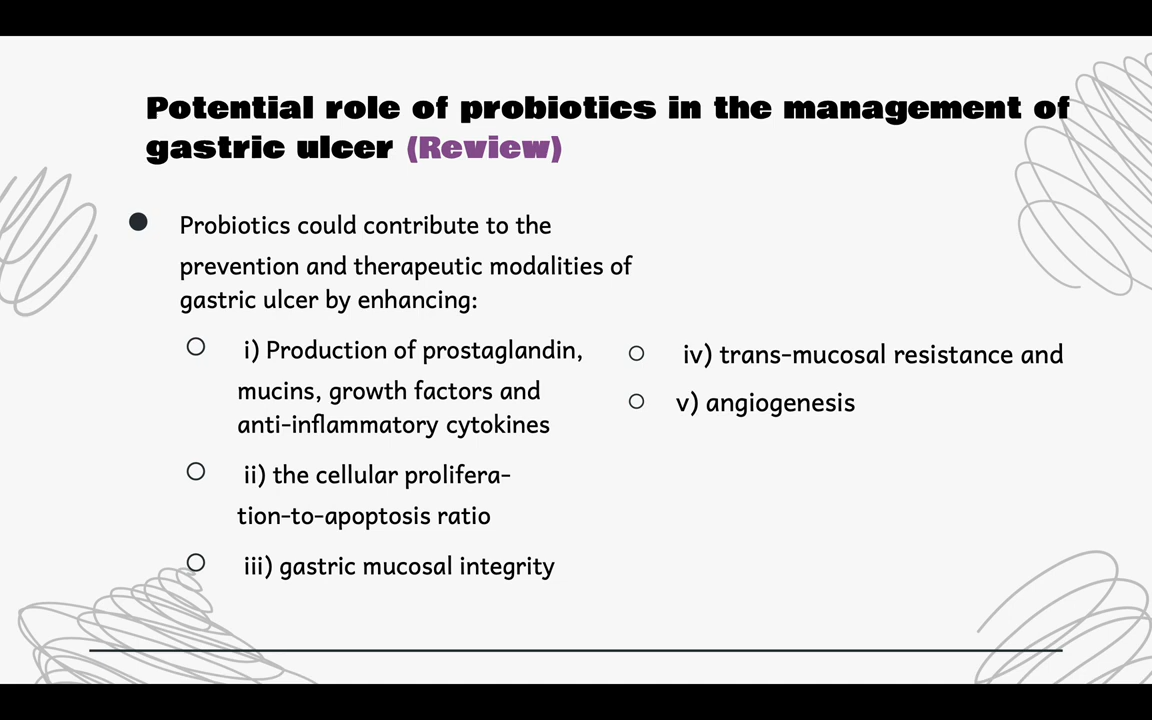 Potential role of probiotics in the management of
gastric ulcer (Review)
Probiotics could contribute to the
prevention and therapeutic modalities of
gastric ulcer by enhancing:
i) Production of prostaglandin,
mucins, growth factors and
anti-inflammatory cytokines
ii) the cellular prolifera-
tion-to-apoptosis ratio
iii) gastric mucosal integrity
iv) trans-mucosal resistance and
v) angiogenesis